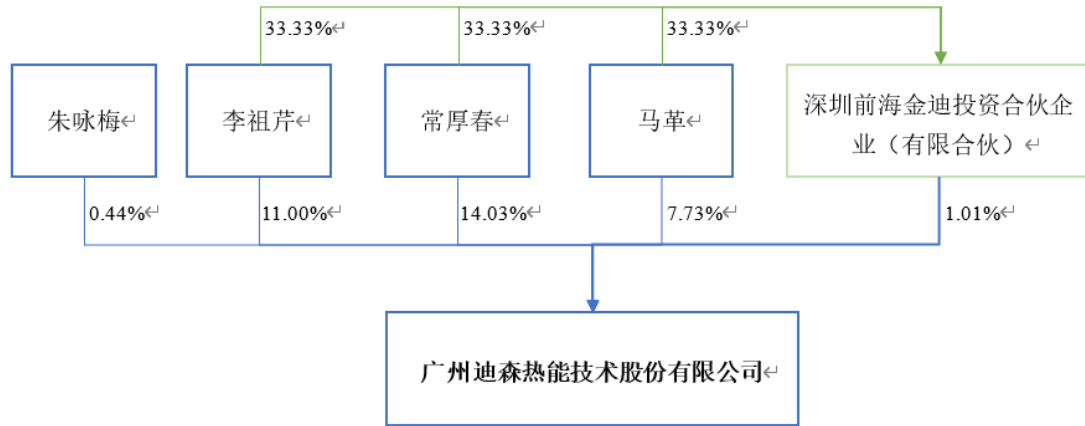 33.33%↵ 33.33%↵ 33.33%↵
朱咏梅↵ 李祖芹↵ 常厚春↵ 马革↵ 深圳前海金迪投资合伙企
业（有限合伙）↵
0.44%↵ 11.00%↵ 14.03%↵ 7.73%↵ 1.01%↵
广州迪森热能技术股份有限公司↵